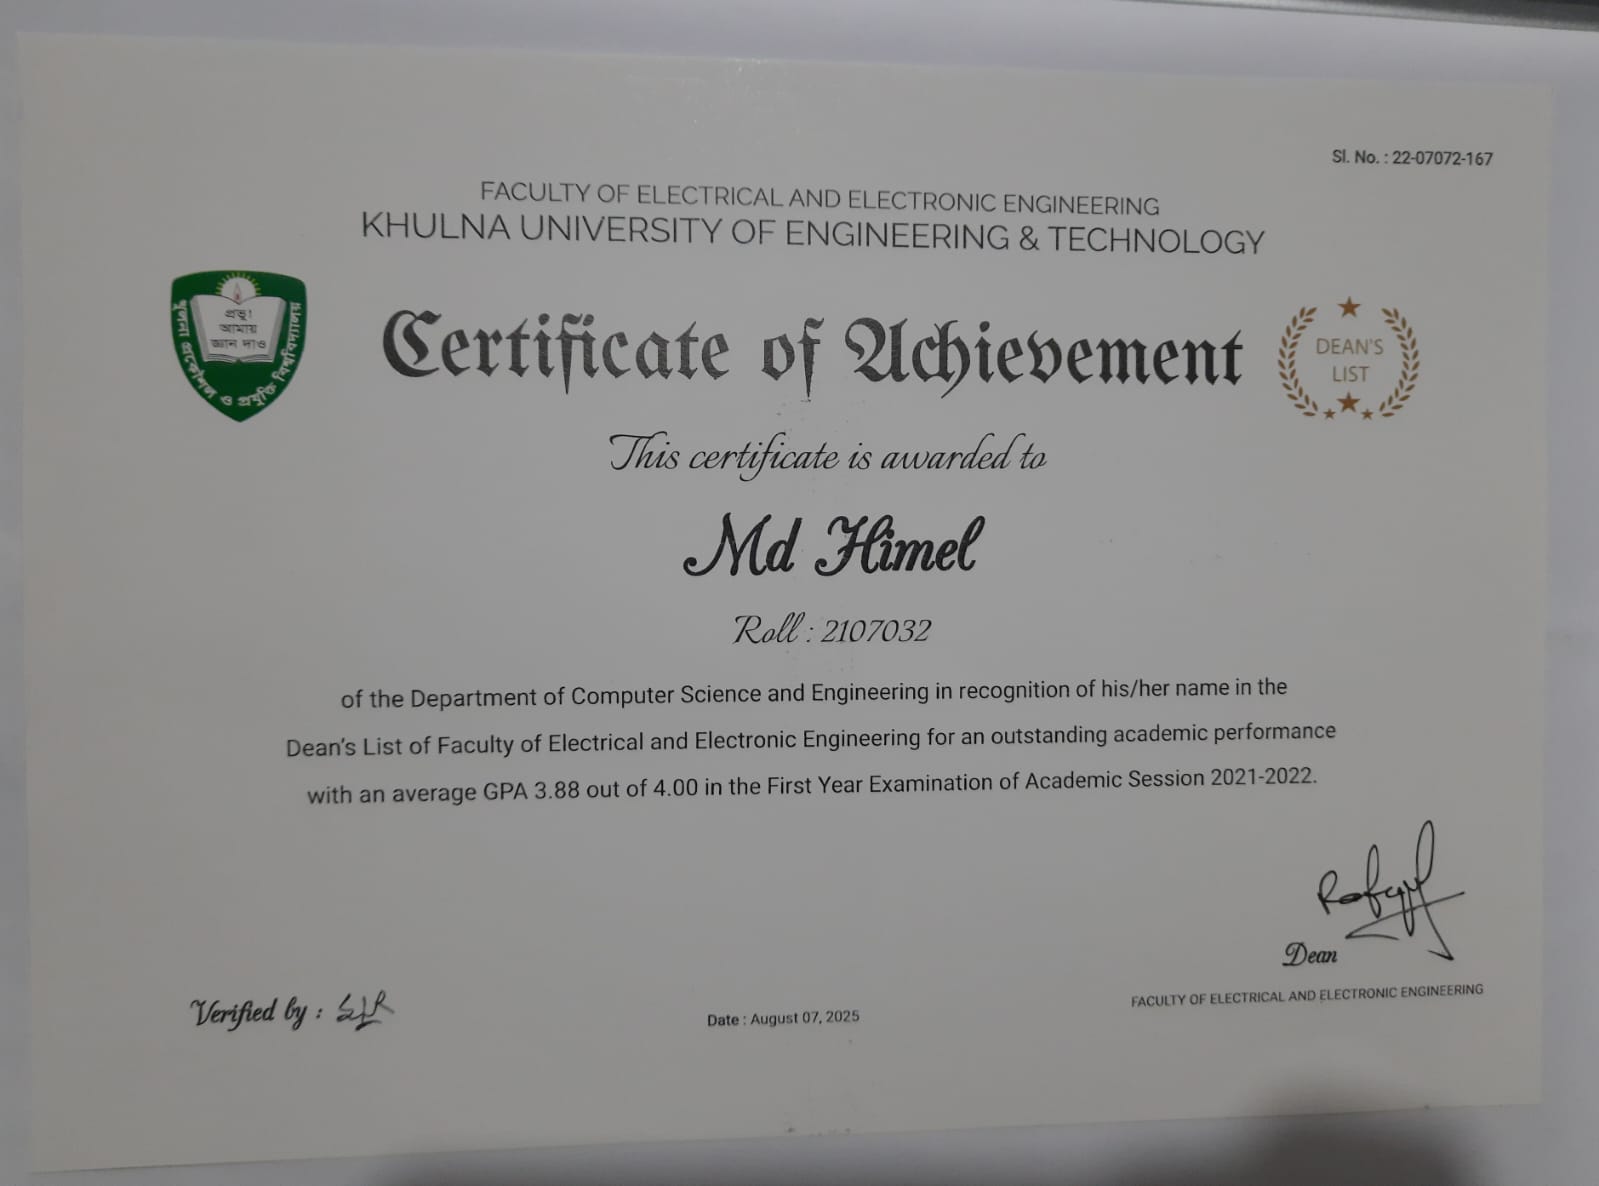 Sl. No. : 22-07072-167
FACULTY OF ELECTRICAL AND ELECTRONIC ENGINEERING
KHULNA UNIVERSITY OF ENGINEERING & TECHNOLOGY
প্রভু!
আমায়
জ্ঞান দাও
খুলনা প্রকৌশল ও প্রযুক্তি বিশ্ববিদ্যালয়
Certificate of Achievement
DEAN'S
LIST
This certificate is awarded to
Md Himel
Roll : 2107032
of the Department of Computer Science and Engineering in recognition of his/her name in the
Dean's List of Faculty of Electrical and Electronic Engineering for an outstanding academic performance
with an average GPA 3.88 out of 4.00 in the First Year Examination of Academic Session 2021-2022.
Dean
FACULTY OF ELECTRICAL AND ELECTRONIC ENGINEERING
Verified by :
Date : August 07, 2025